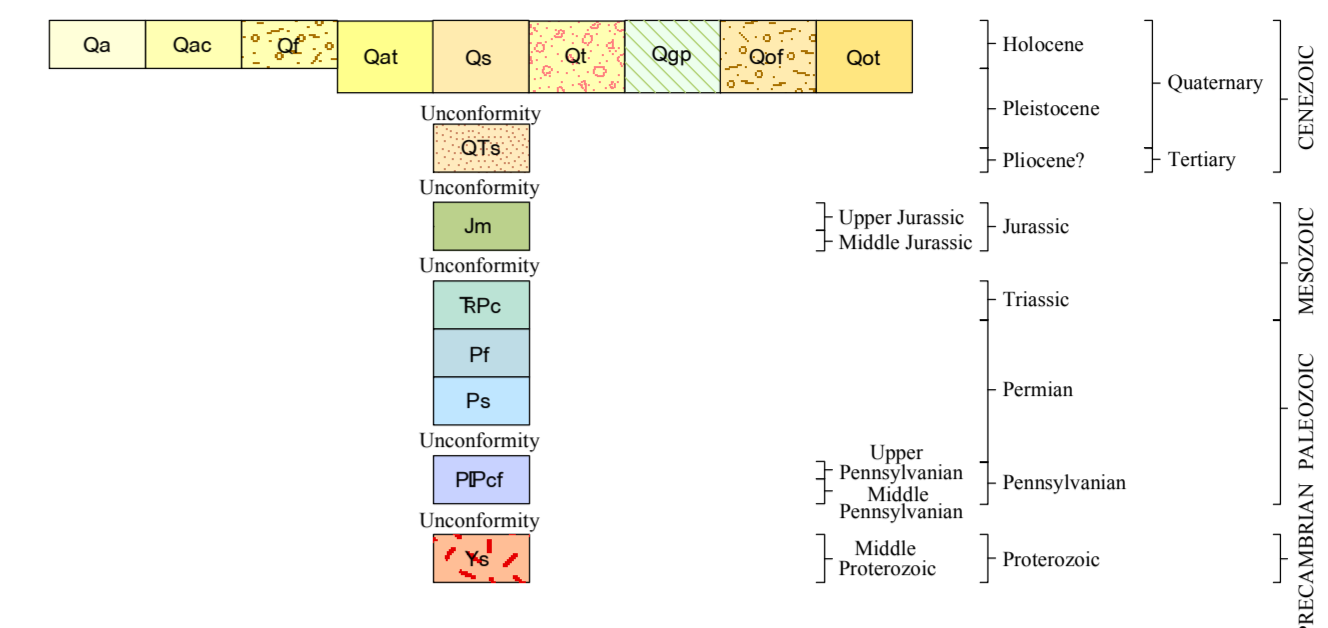 Qa Qac Qf Qat Qs Qt Qgp Qof Qot
Unconformity
QTs
Unconformity
Jm
Unconformity
TRPc
Pf
Ps
Unconformity
PIPcf
Unconformity
Ys
Upper Jurassic
Middle Jurassic
Upper
Pennsylvanian
Middle
Pennsylvanian
Middle
Proterozoic
Holocene
Pleistocene
Pliocene?
Jurassic
Triassic
Permian
Pennsylvanian
Proterozoic
Quaternary
Tertiary
CENEZOIC
MESOZOIC
PALEOZOIC
PRECAMBRIAN